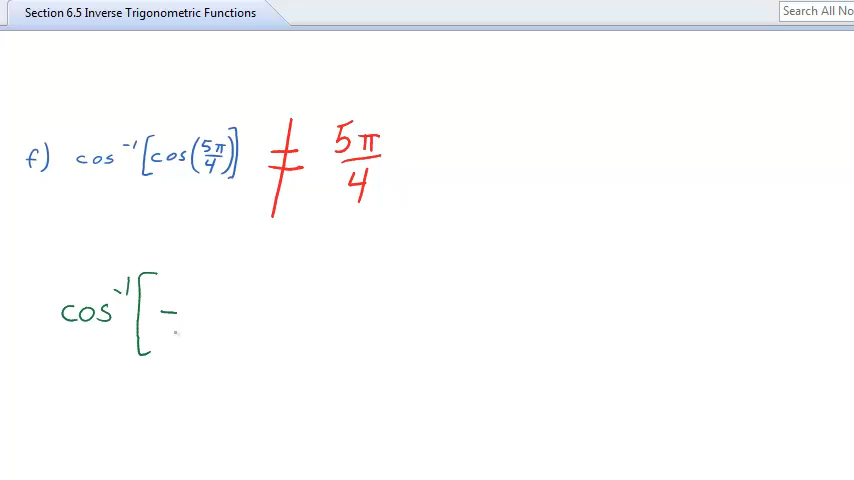 Section 6.5 Inverse Trigonometric Functions
Search All No
f) cos⁻¹[cos(5π/4)] ≠ 5π/4
cos⁻¹[ −